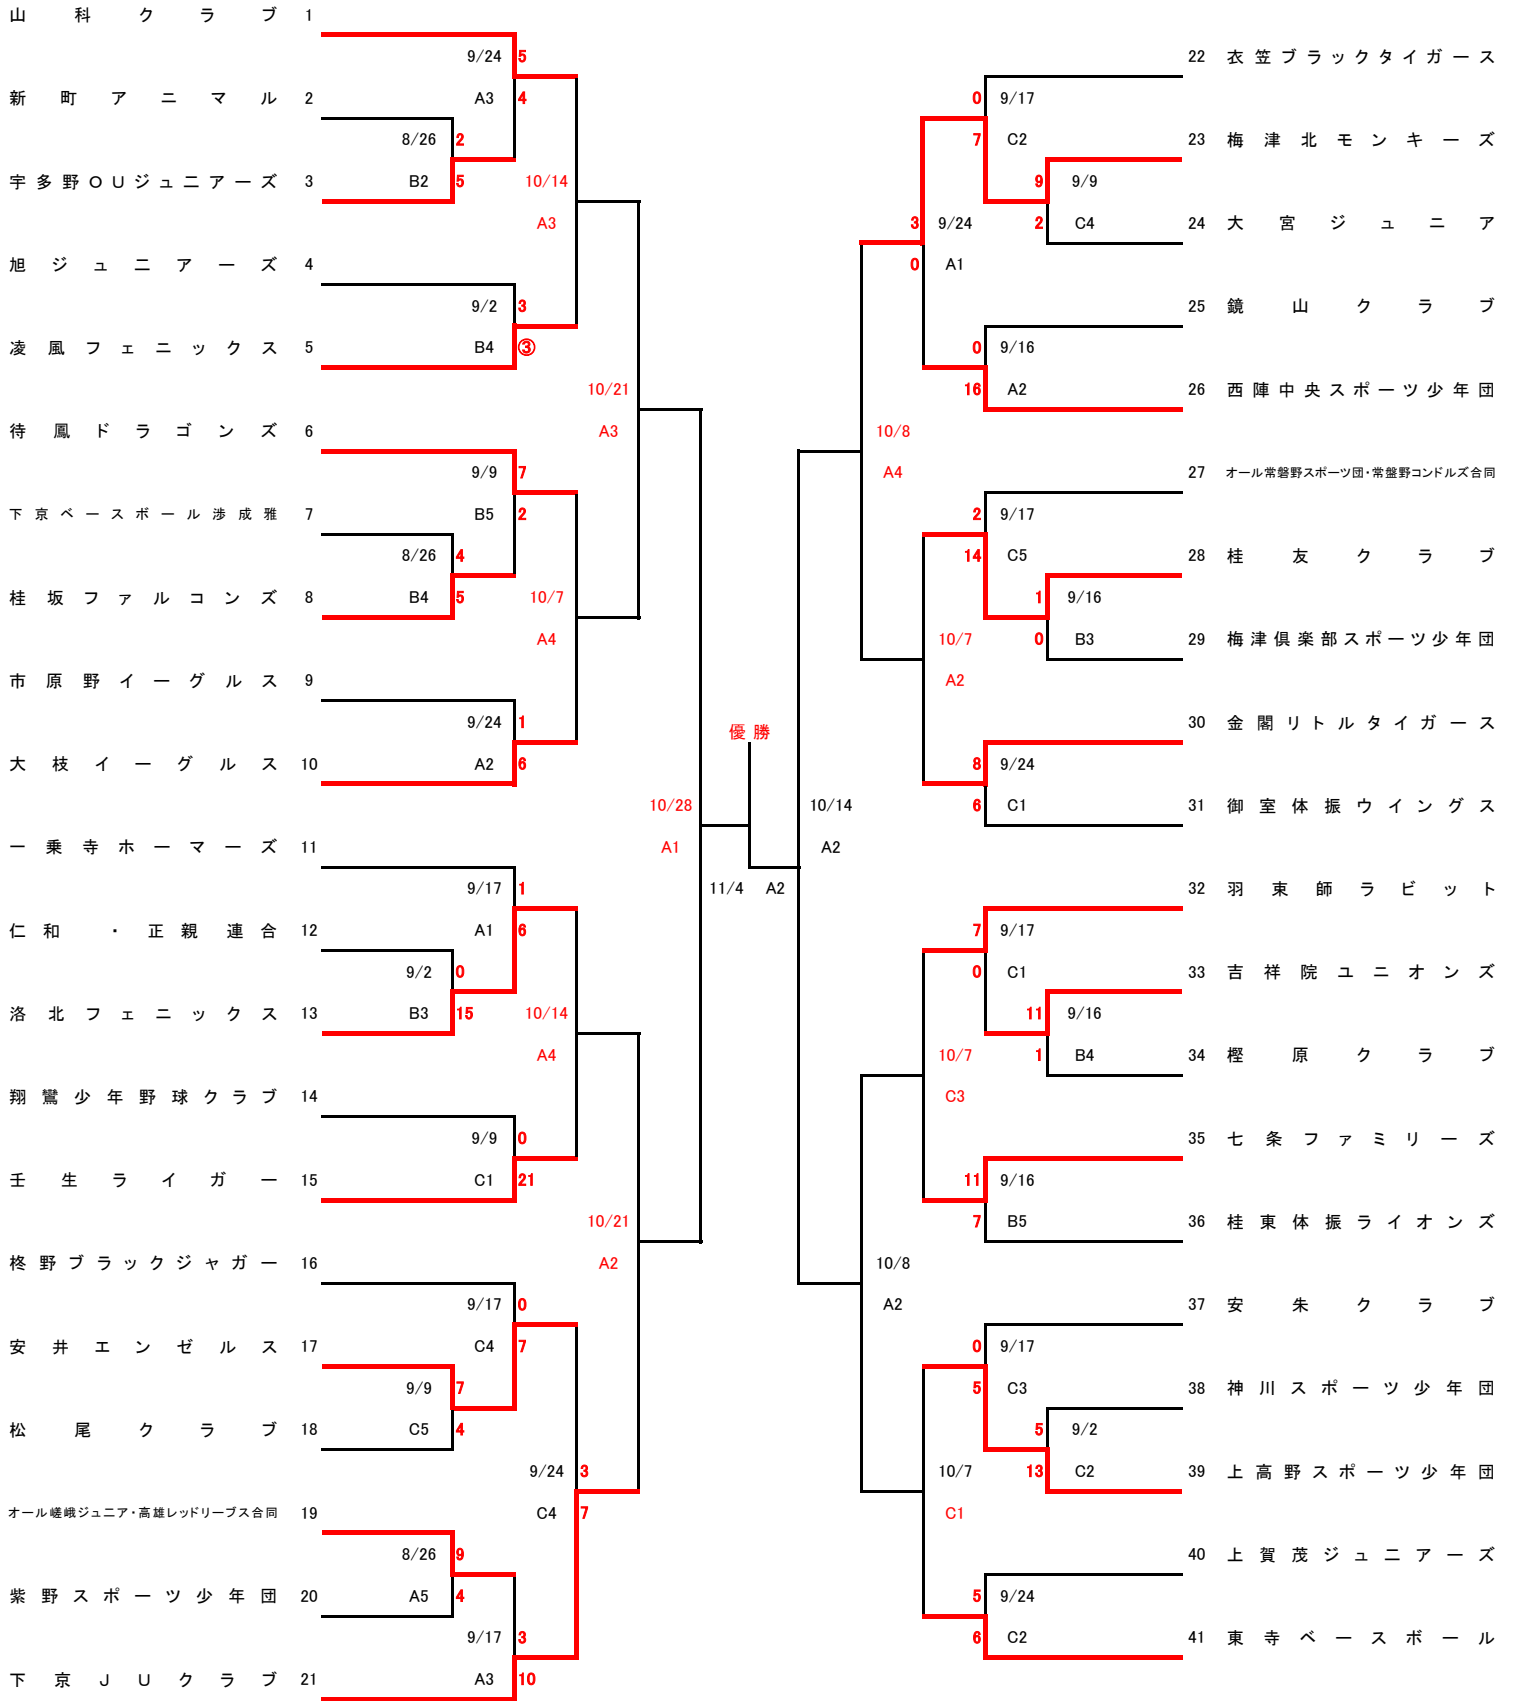 山科クラブ 1
9/24 5
新町アニマル 2 A3 4
8/26 2
宇多野OUジュニアーズ 3 B2 5 10/14
A3
旭ジュニアーズ 4
9/2 3
凌風フェニックス 5 B4 ③
10/21
待鳳ドラゴンズ 6 A3
9/9 7
下京ベースボール渉成雅 7 B5 2
8/26 4
桂坂ファルコンズ 8 B4 5 10/7
A4
市原野イーグルス 9
9/24 1
大枝イーグルス 10 A2 6
10/28
一乗寺ホーマーズ 11 A1
9/17 1
仁和・正親連合 12 A1 6
9/2 0
洛北フェニックス 13 B3 15 10/14
A4
翔鸞少年野球クラブ 14
9/9 0
壬生ライガー 15 C1 21
10/21
柊野ブラックジャガー 16 A2
9/17 0
安井エンゼルス 17 C4 7
9/9 7
松尾クラブ 18 C5 4
9/24 3
オール嵯峨ジュニア・高雄レッドリーブス合同 19 C4 7
8/26 9
紫野スポーツ少年団 20 A5 4
9/17 3
下京JUクラブ 21 A3 10
優勝
11/4 A2
10/14
A2
22 衣笠ブラックタイガース
0 9/17
7 C2 23 梅津北モンキーズ
9 9/9
3 9/24 2 C4 24 大宮ジュニア
0 A1
25 鏡山クラブ
0 9/16
16 A2 26 西陣中央スポーツ少年団
10/8
A4 27 オール常磐野スポーツ団・常盤野コンドルズ合同
2 9/17
14 C5 28 桂友クラブ
1 9/16
10/7 0 B3 29 梅津倶楽部スポーツ少年団
A2
30 金閣リトルタイガース
8 9/24
6 C1 31 御室体振ウイングス
32 羽束師ラビット
7 9/17
0 C1 33 吉祥院ユニオンズ
11 9/16
10/7 1 B4 34 樫原クラブ
C3
35 七条ファミリーズ
11 9/16
7 B5 36 桂東体振ライオンズ
10/8
A2 37 安朱クラブ
0 9/17
5 C3 38 神川スポーツ少年団
5 9/2
10/7 13 C2 39 上高野スポーツ少年団
C1
40 上賀茂ジュニアーズ
5 9/24
6 C2 41 東寺ベースボール